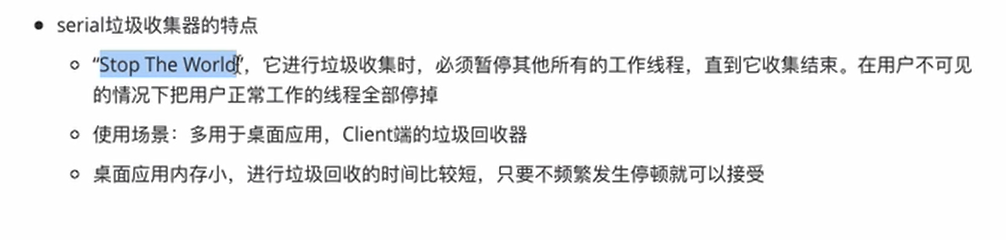 serial垃圾收集器的特点
“Stop The World”，它进行垃圾收集时，必须暂停其他所有的工作线程，直到它收集结束。在用户不可见
的情况下把用户正常工作的线程全部停掉
使用场景：多用于桌面应用，Client端的垃圾回收器
桌面应用内存小，进行垃圾回收的时间比较短，只要不频繁发生停顿就可以接受